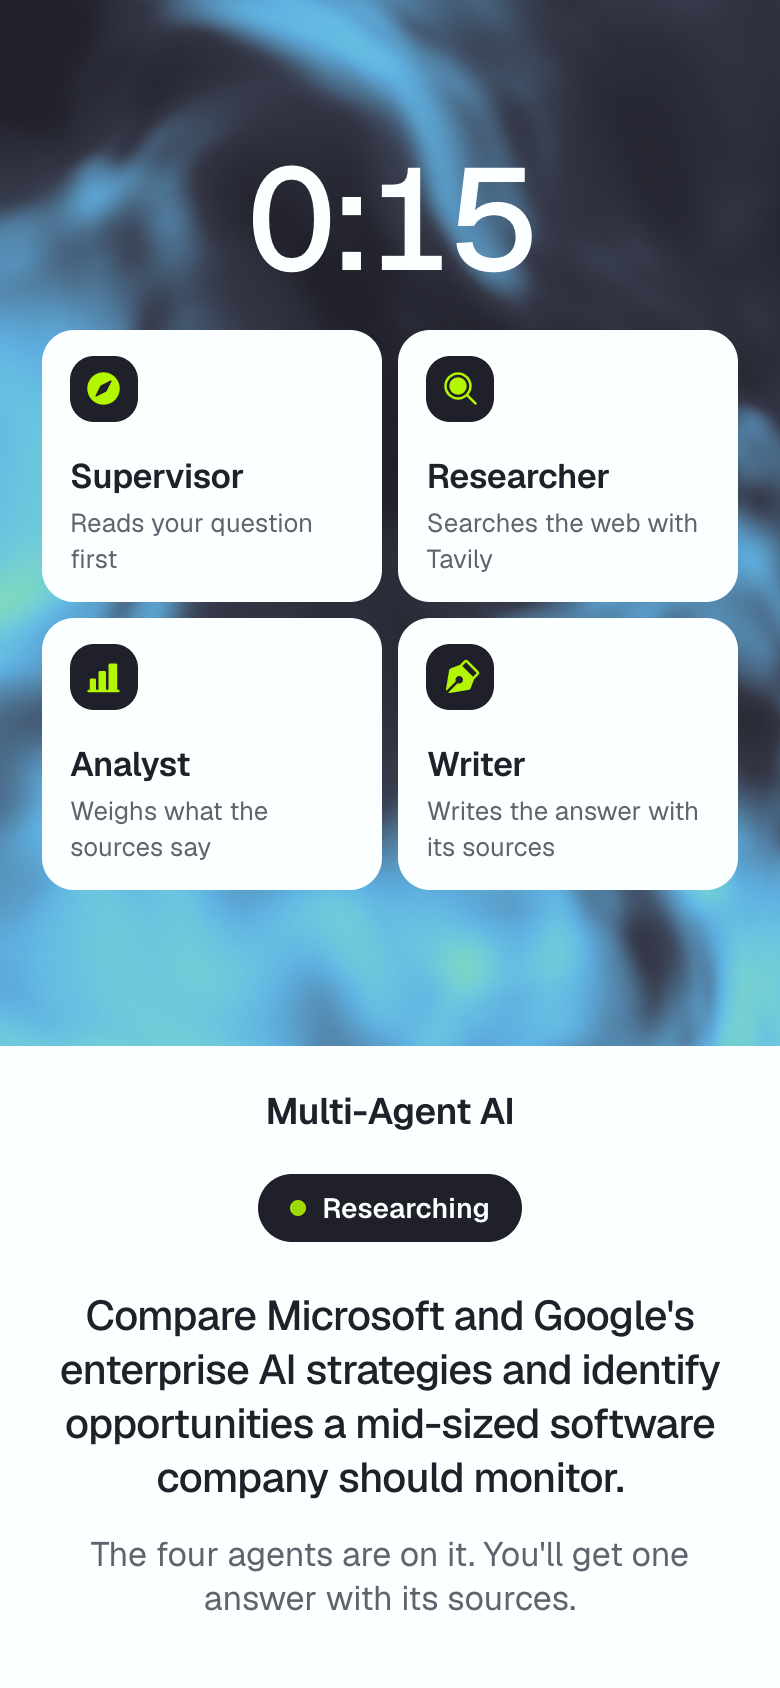 0:15
Supervisor
Reads your question
first
Researcher
Searches the web with
Tavily
Analyst
Weighs what the
sources say
Writer
Writes the answer with
its sources
Multi-Agent AI
Researching
Compare Microsoft and Google's
enterprise AI strategies and identify
opportunities a mid-sized software
company should monitor.
The four agents are on it. You'll get one
answer with its sources.